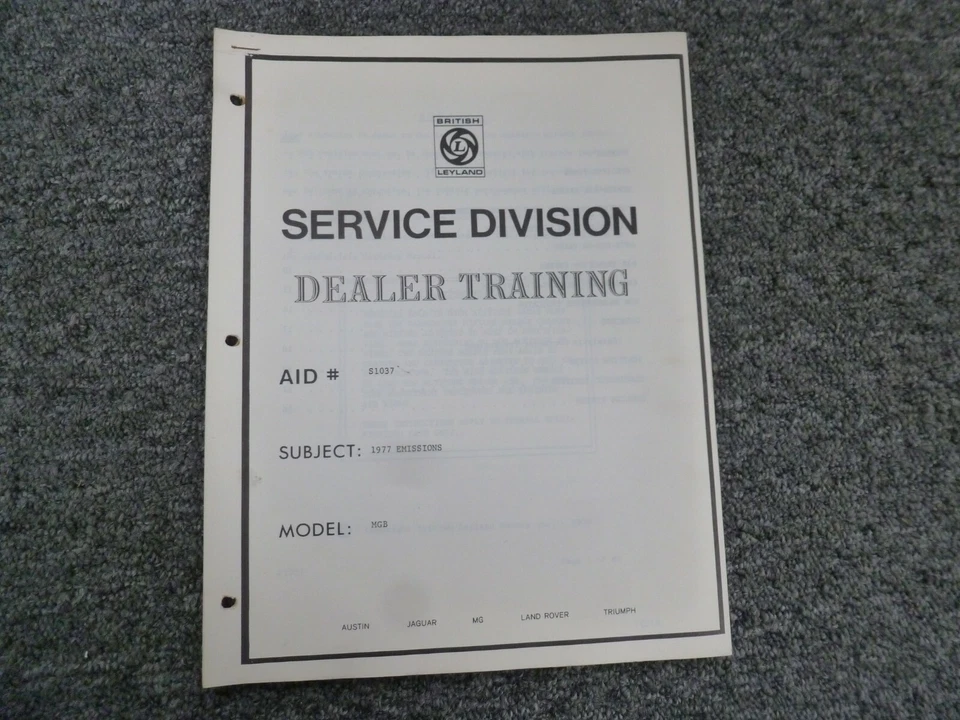 BRITISH
L
LEYLAND
SERVICE DIVISION
DEALER TRAINING
AID # S1037
SUBJECT: 1977 EMISSIONS
MODEL: MGB
AUSTIN JAGUAR MG LAND ROVER TRIUMPH